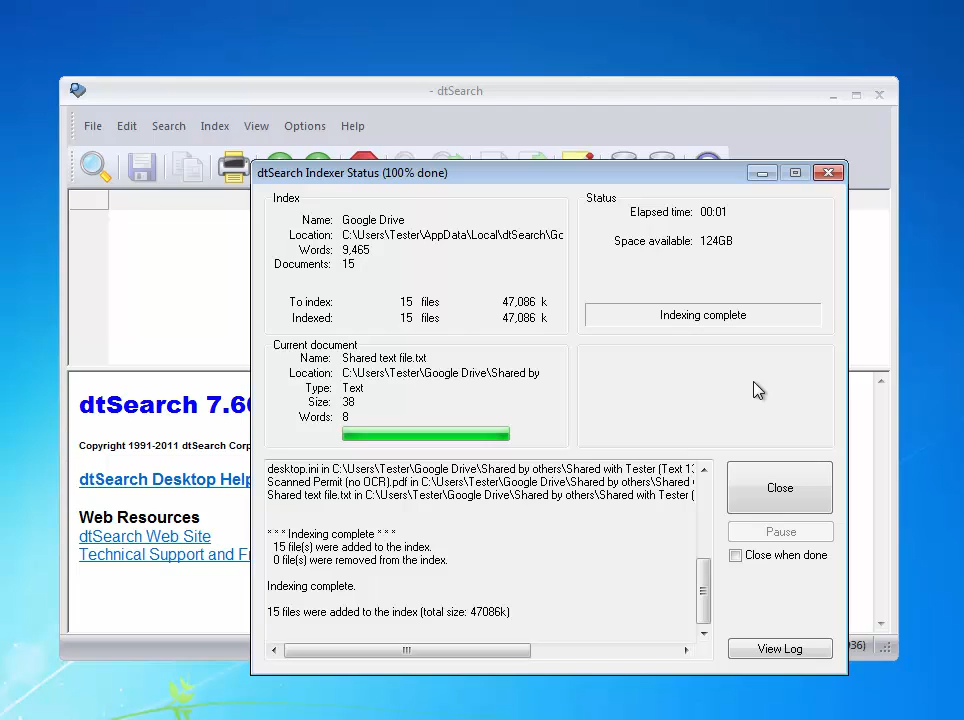 - dtSearch
File Edit Search Index View Options Help
dtSearch Indexer Status (100% done)
Index
Name: Google Drive
Location: C:\Users\Tester\AppData\Local\dtSearch\Go
Words: 9,465
Documents: 15
To index: 15 files 47,086 k
Indexed: 15 files 47,086 k
Status
Elapsed time: 00:01
Space available: 124GB
Indexing complete
Current document
Name: Shared text file.txt
Location: C:\Users\Tester\Google Drive\Shared by
Type: Text
Size: 38
Words: 8
desktop.ini in C:\Users\Tester\Google Drive\Shared by others\Shared with Tester (Text 13
Scanned Permit (no OCR).pdf in C:\Users\Tester\Google Drive\Shared by others\Shared
Shared text file.txt in C:\Users\Tester\Google Drive\Shared by others\Shared with Tester (
* * * Indexing complete * * *
15 file(s) were added to the index.
0 file(s) were removed from the index.
Indexing complete.
15 files were added to the index (total size: 47086k)
Close
Pause
Close when done
View Log
dtSearch 7.6
Copyright 1991-2011 dtSearch Corp
dtSearch Desktop Help
Web Resources
dtSearch Web Site
Technical Support and F
36)